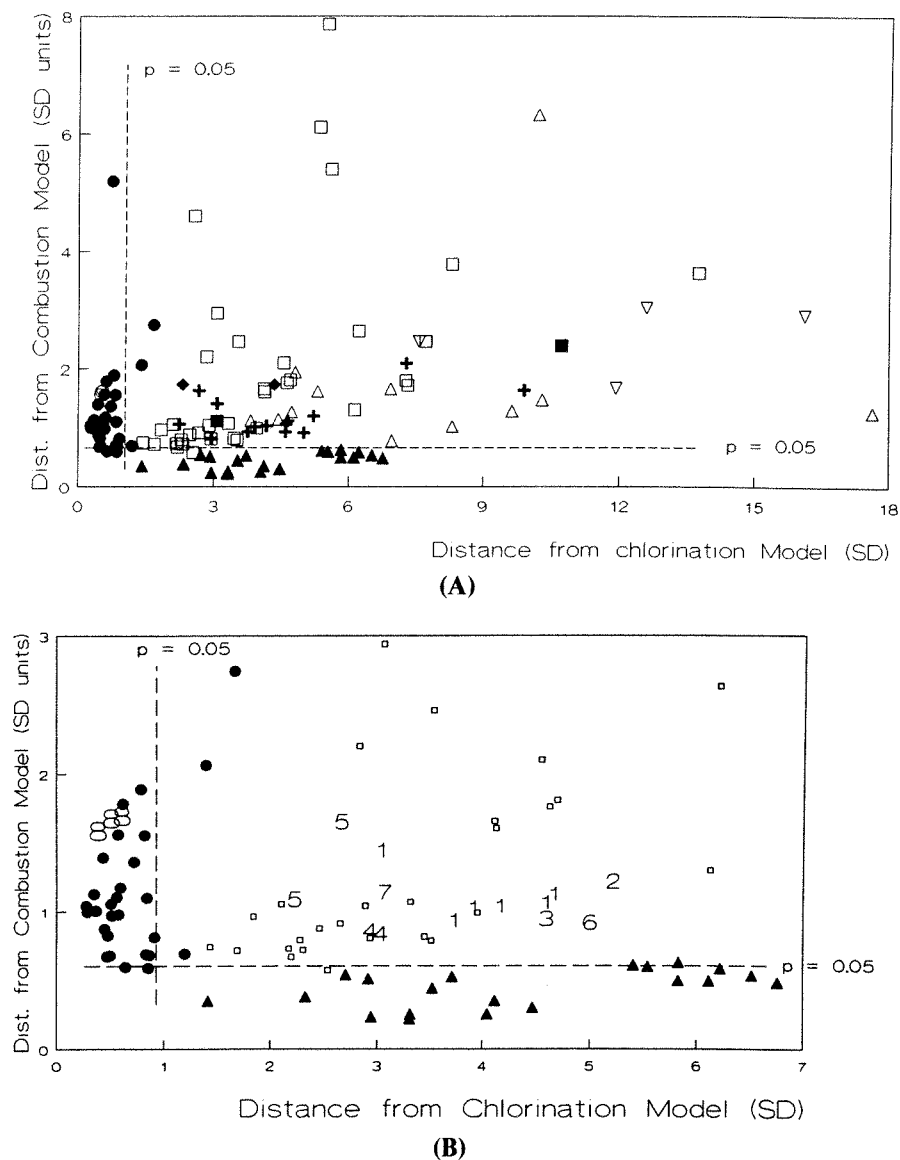 8
6
4
2
0
Dist. from Combustion Model (SD units)
p = 0.05
p = 0.05
0 3 6 9 12 15 18
Distance from chlorination Model (SD)
(A)
3
2
1
0
Dist. from Combustion Model (SD units)
p = 0.05
5
1
5
7
1
1
1
1
1
2
3
6
4
4
p = 0.05
0 1 2 3 4 5 6 7
Distance from Chlorination Model (SD)
(B)